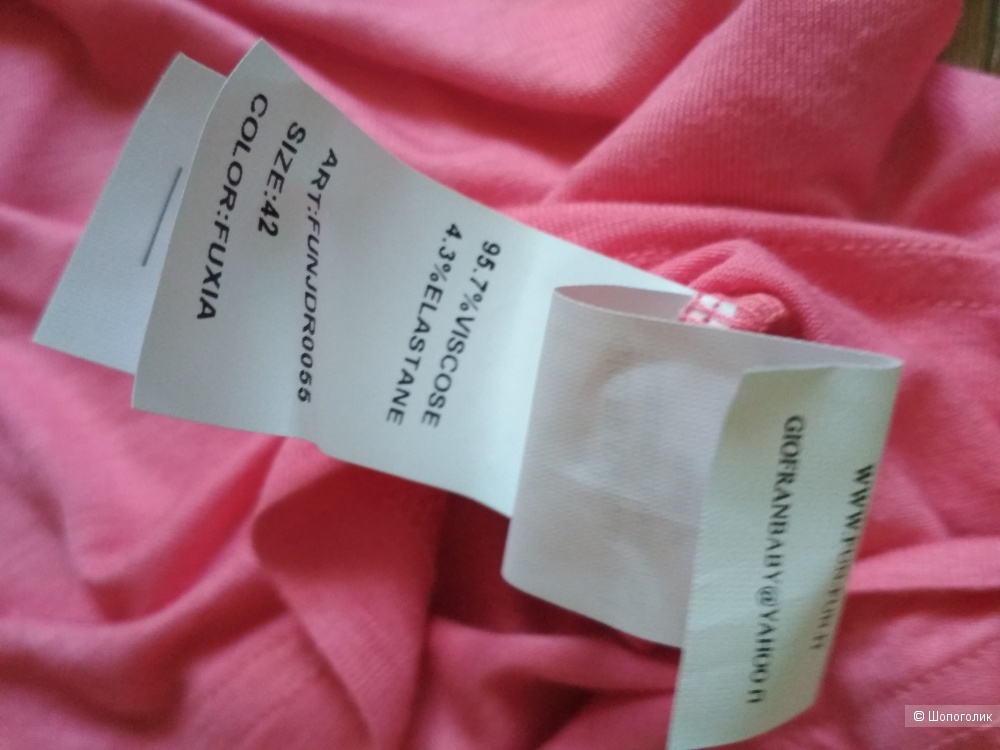 95.7%VISCOSE
4.3%ELASTANE
ART:FUNJDR0055
SIZE:42
COLOR:FUXIA
GIOFRANBABY@YAHOO.IT
© Шопоголик